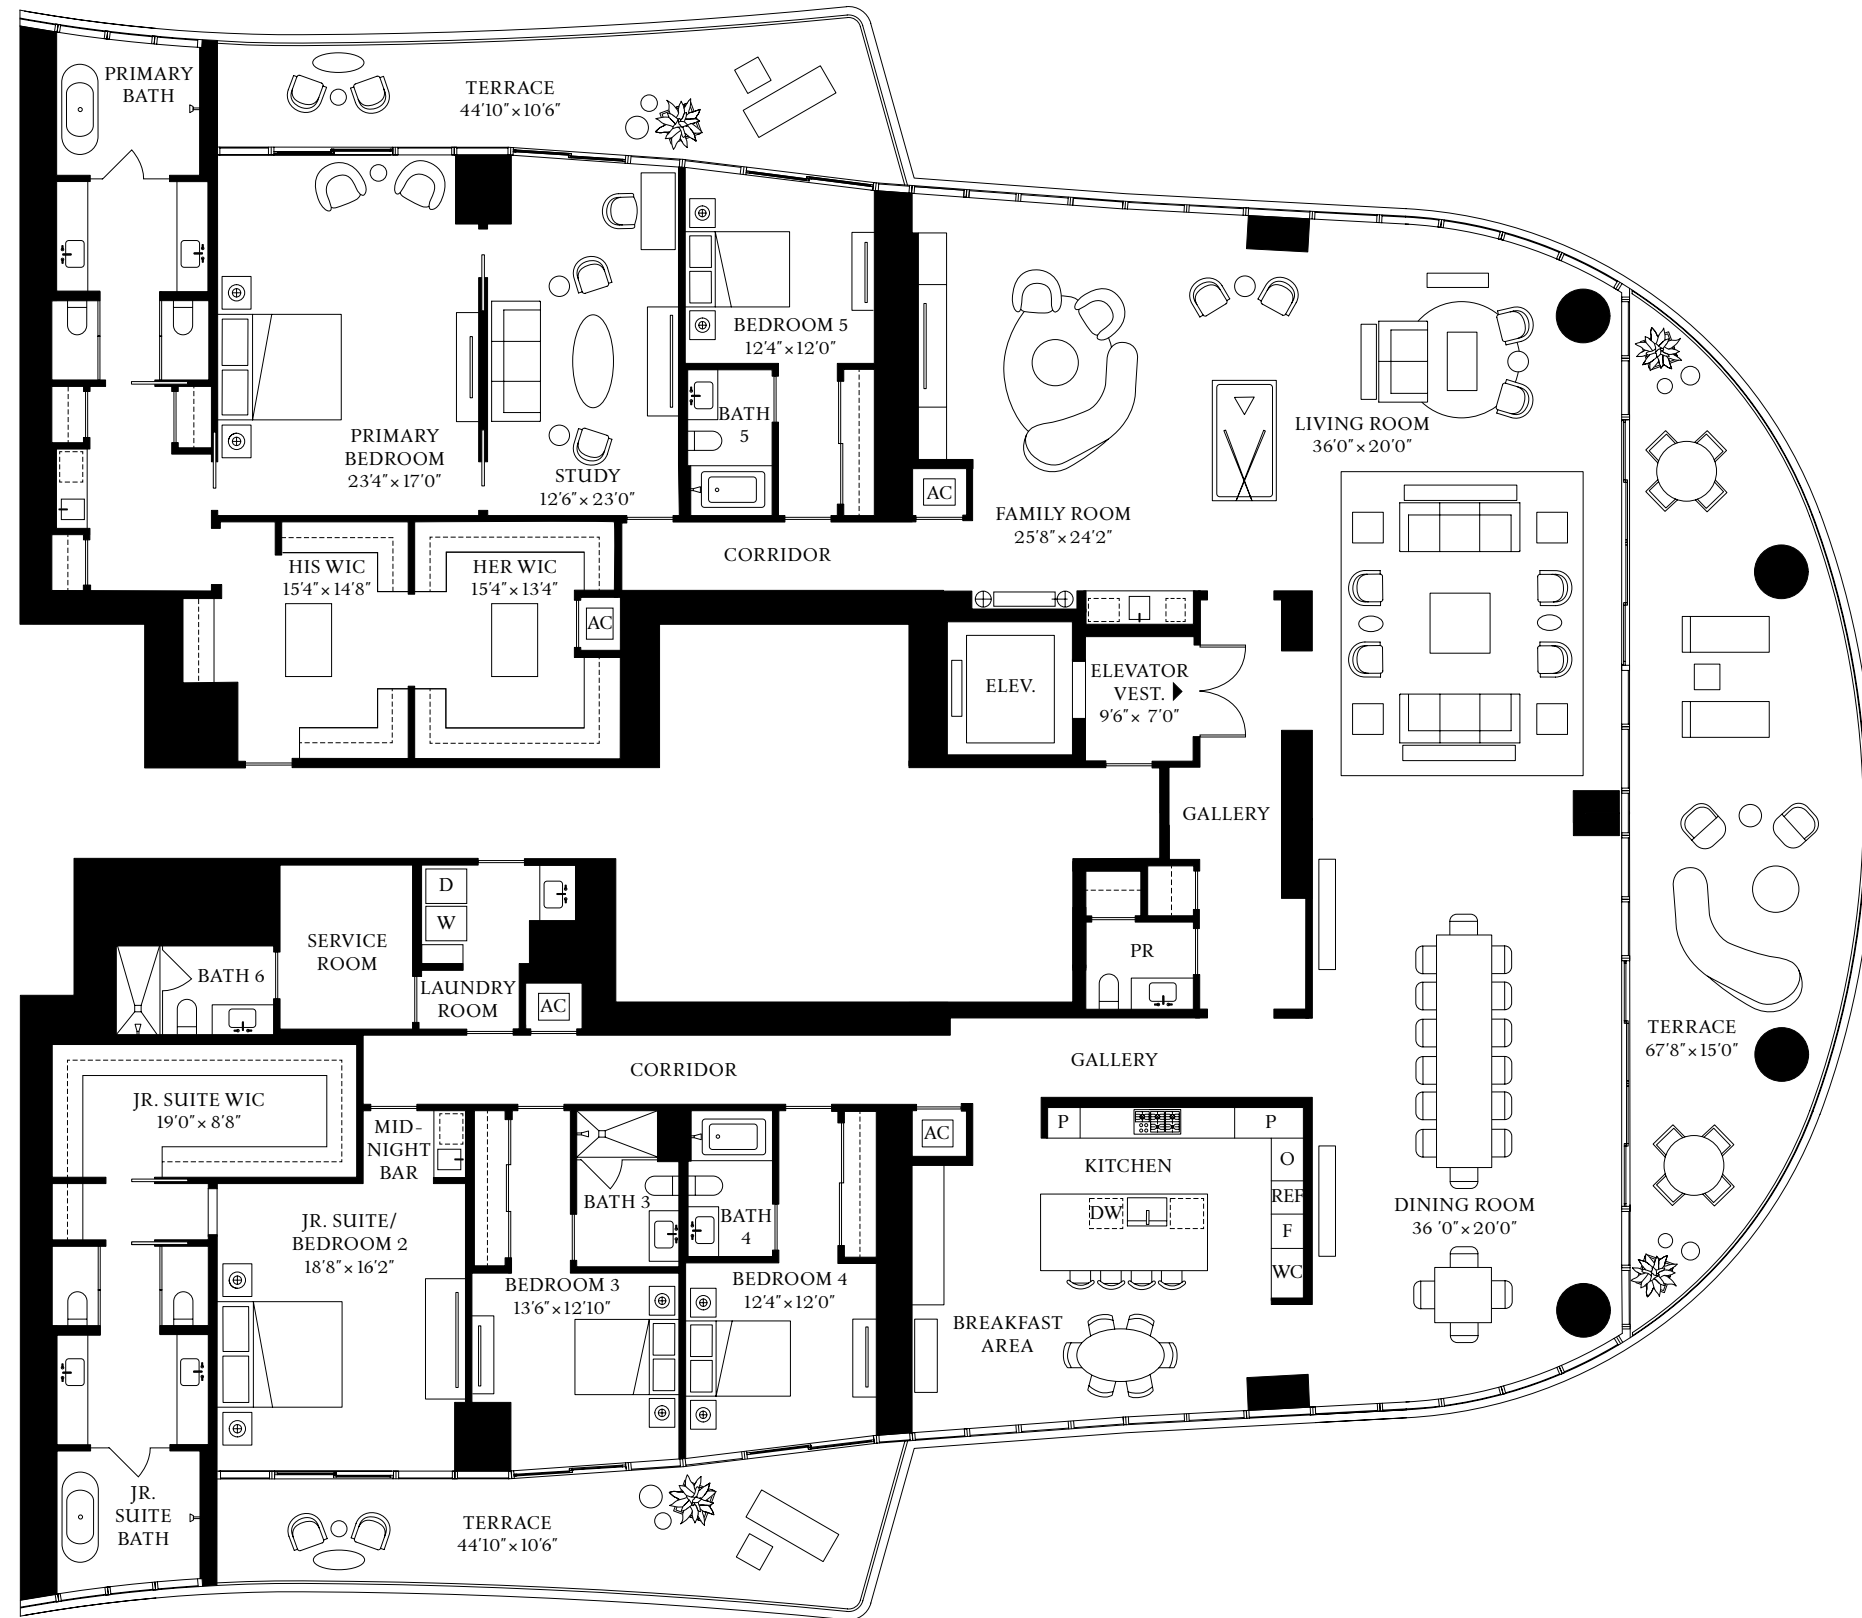 PRIMARY
BATH
TERRACE
44'10"×10'6"
BEDROOM 5
12'4"×12'0"
BATH
5
PRIMARY
BEDROOM
23'4"×17'0"
STUDY
12'6"×23'0"
LIVING ROOM
36'0"×20'0"
AC
FAMILY ROOM
25'8"×24'2"
CORRIDOR
HIS WIC
15'4"×14'8"
HER WIC
15'4"×13'4"
AC
ELEV.
ELEVATOR
VEST.
9'6"× 7'0"
GALLERY
D
W
SERVICE
ROOM
BATH 6
LAUNDRY
ROOM
AC
PR
TERRACE
67'8"×15'0"
CORRIDOR
GALLERY
JR. SUITE WIC
19'0"×8'8"
MID-
NIGHT
BAR
AC
P
P
KITCHEN
O
REF
F
WC
DW
BATH 3
BATH
4
DINING ROOM
36 '0"×20'0"
JR. SUITE/
BEDROOM 2
18'8"×16'2"
BEDROOM 3
13'6"×12'10"
BEDROOM 4
12'4"×12'0"
BREAKFAST
AREA
JR.
SUITE
BATH
TERRACE
44'10"×10'6"